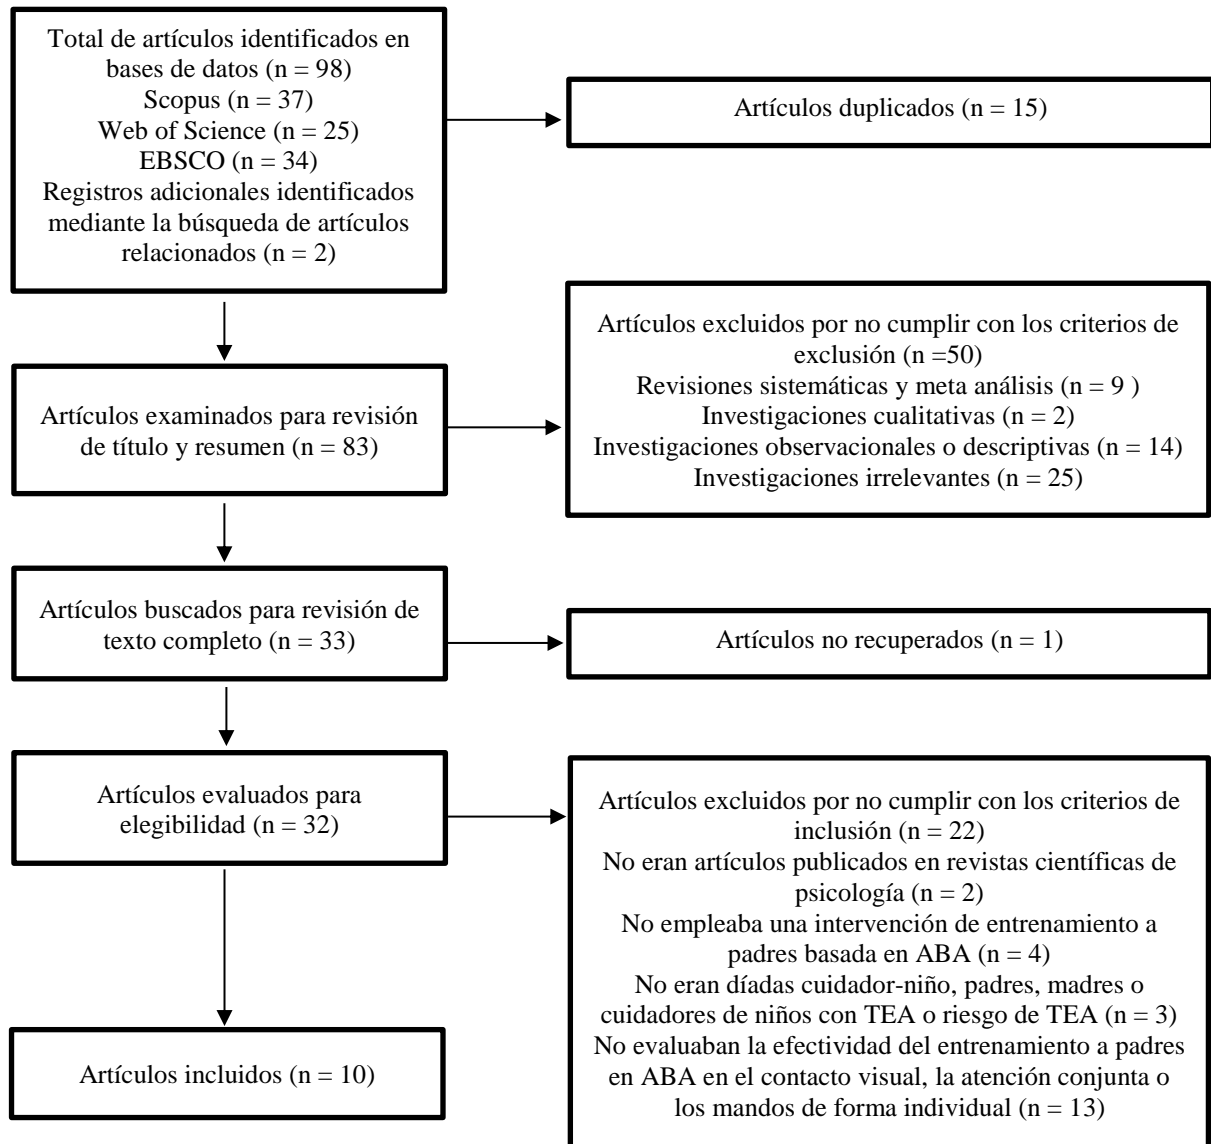 Total de artículos identificados en
bases de datos (n = 98)
Scopus (n = 37)
Web of Science (n = 25)
EBSCO (n = 34)
Registros adicionales identificados
mediante la búsqueda de artículos
relacionados (n = 2)
Artículos duplicados (n = 15)
Artículos examinados para revisión
de título y resumen (n = 83)
Artículos excluidos por no cumplir con los criterios de
exclusión (n =50)
Revisiones sistemáticas y meta análisis (n = 9 )
Investigaciones cualitativas (n = 2)
Investigaciones observacionales o descriptivas (n = 14)
Investigaciones irrelevantes (n = 25)
Artículos buscados para revisión de
texto completo (n = 33)
Artículos no recuperados (n = 1)
Artículos evaluados para
elegibilidad (n = 32)
Artículos excluidos por no cumplir con los criterios de
inclusión (n = 22)
No eran artículos publicados en revistas científicas de
psicología (n = 2)
No empleaba una intervención de entrenamiento a
padres basada en ABA (n = 4)
No eran díadas cuidador-niño, padres, madres o
cuidadores de niños con TEA o riesgo de TEA (n = 3)
No evaluaban la efectividad del entrenamiento a padres
en ABA en el contacto visual, la atención conjunta o
los mandos de forma individual (n = 13)
Artículos incluidos (n = 10)